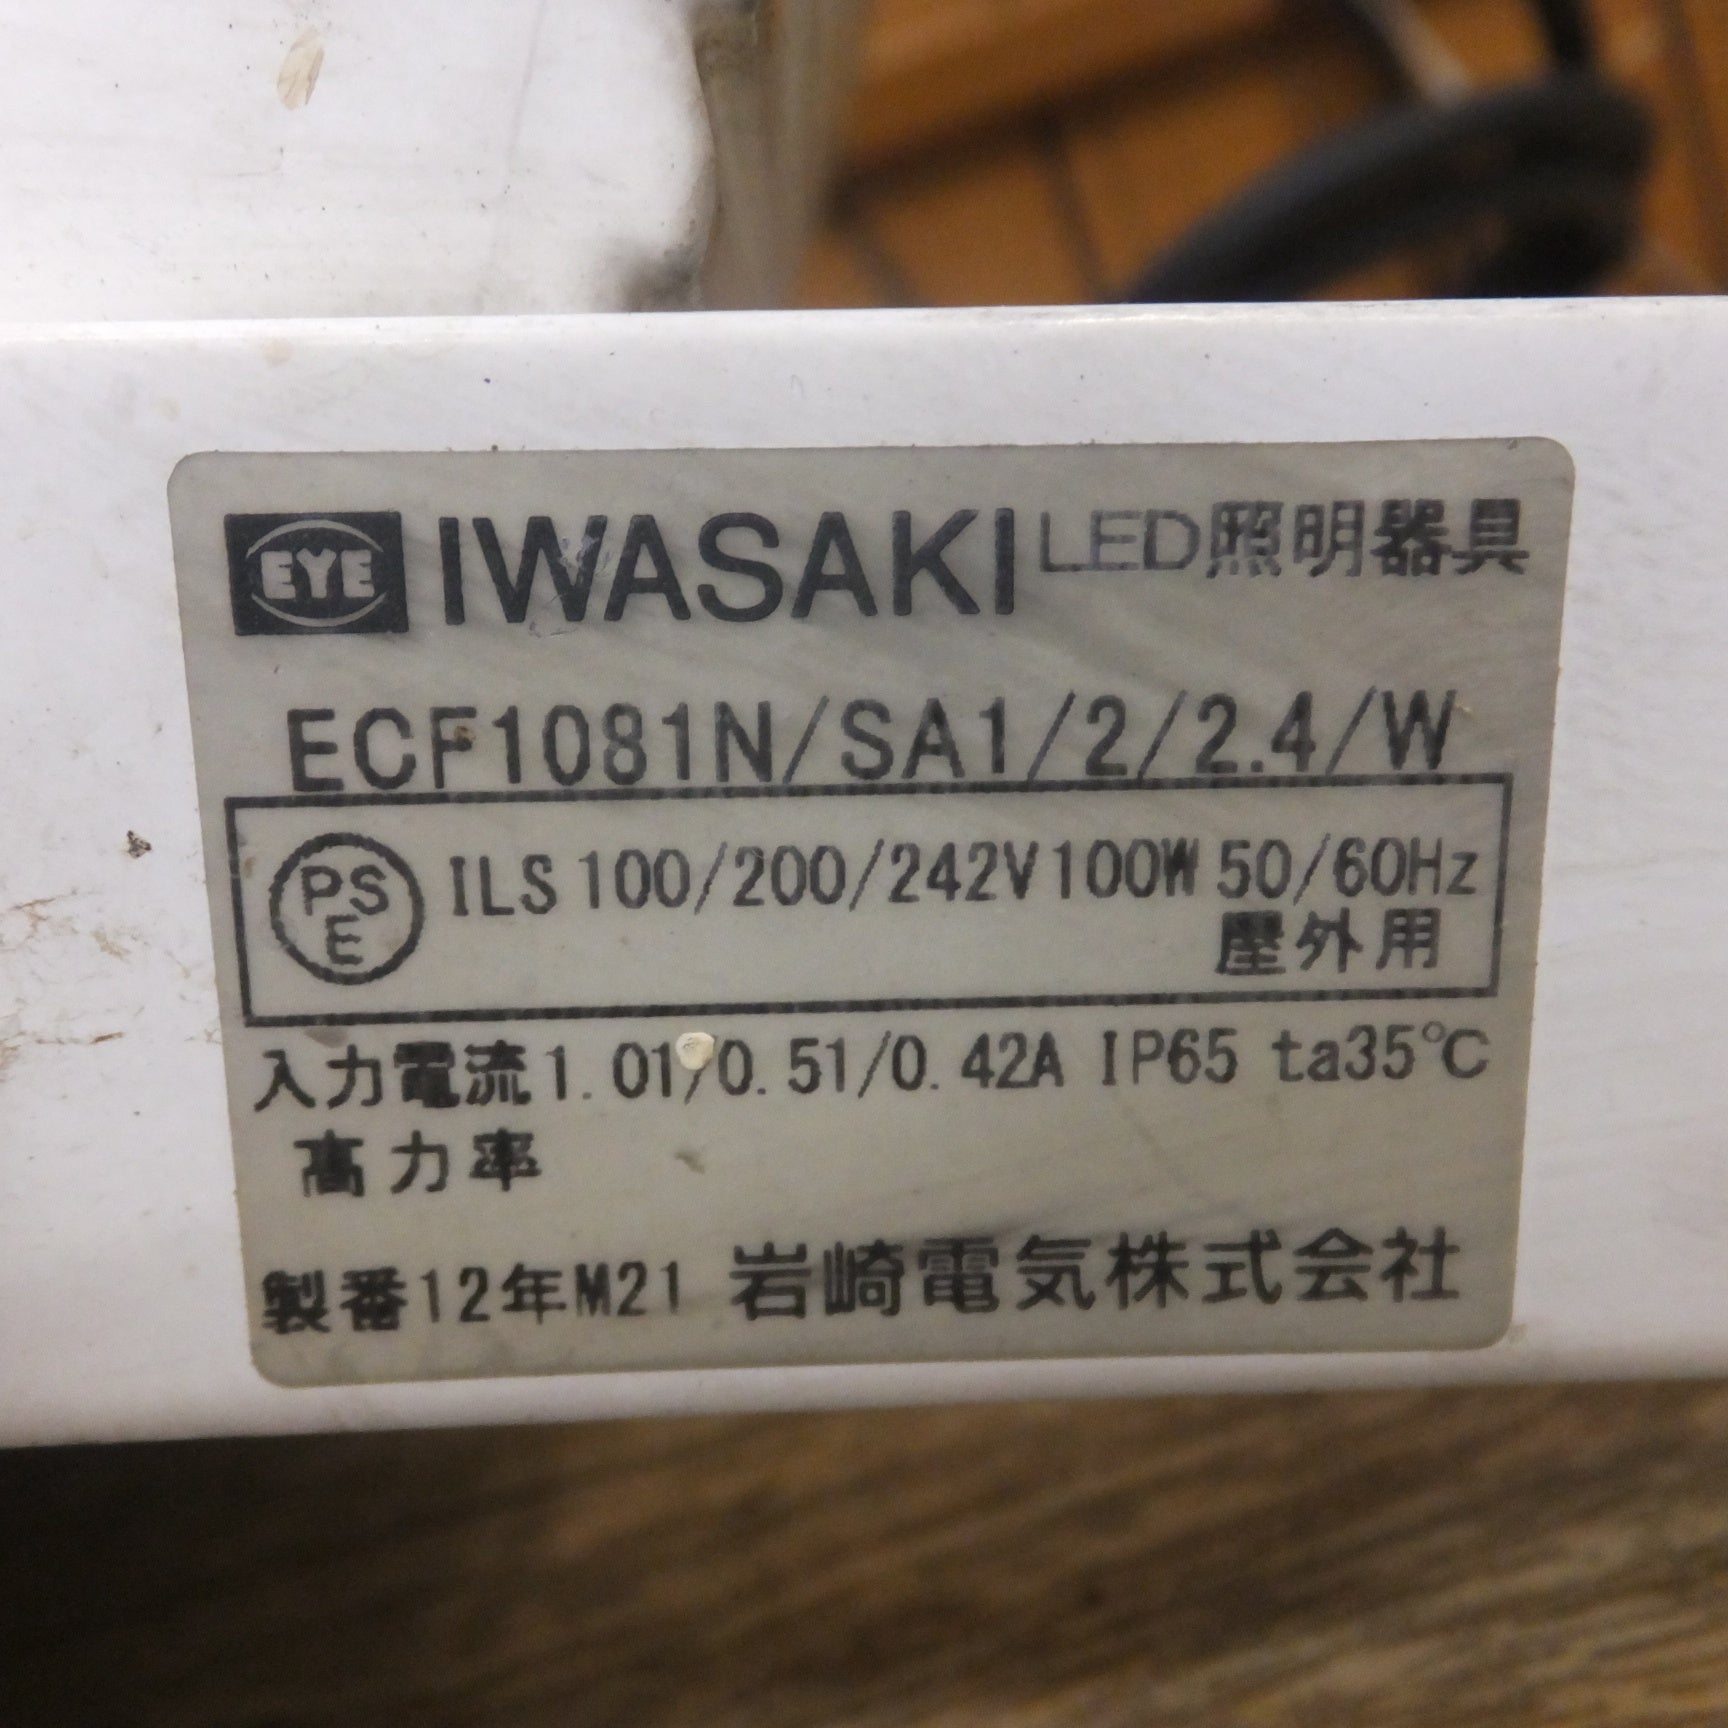 EYE IWASAKI LED照明器具
ECF1081N/SA1/2/2.4/W
PS
E
ILS 100/200/242V 100W 50/60Hz
屋外用
入力電流 1.01/0.51/0.42A IP65 ta35℃
高力率
製番12年M21 岩崎電気株式会社